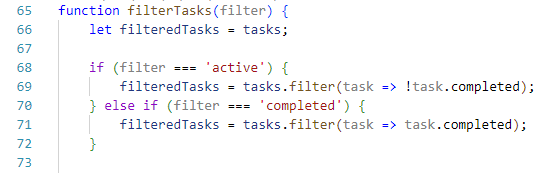 65 function filterTasks(filter) {
66     let filteredTasks = tasks;
67
68     if (filter === 'active') {
69         filteredTasks = tasks.filter(task => !task.completed);
70     } else if (filter === 'completed') {
71         filteredTasks = tasks.filter(task => task.completed);
72     }
73